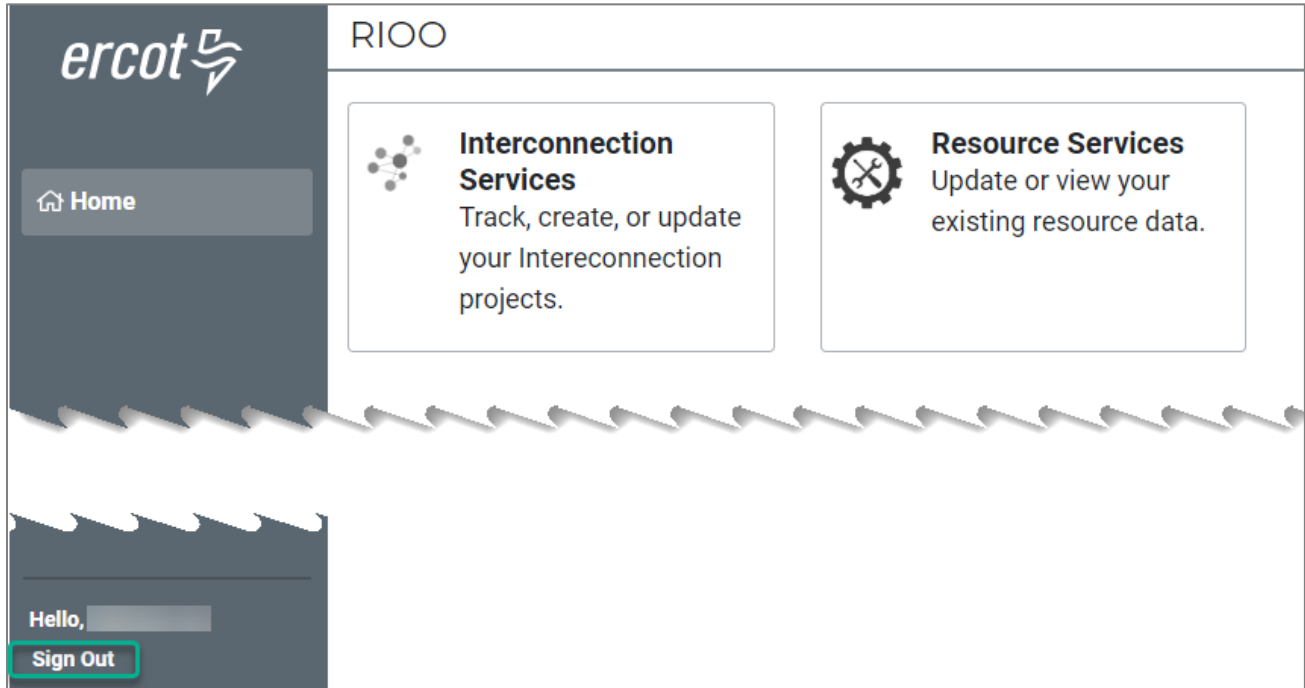 ercot
RIOO
Home
Interconnection
Services
Track, create, or update
your Intereconnection
projects.
Resource Services
Update or view your
existing resource data.
Hello,
Sign Out